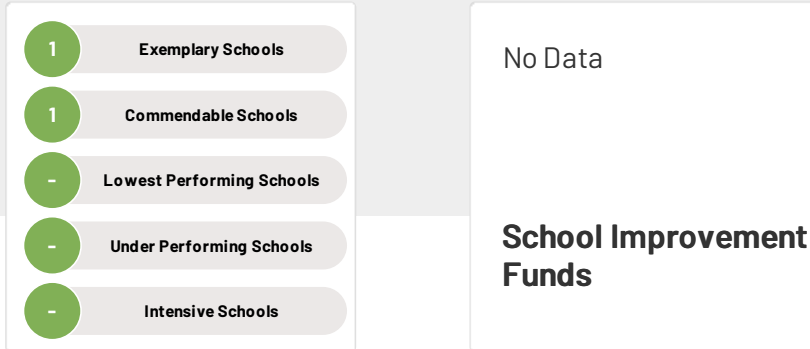 1 Exemplary Schools
1 Commendable Schools
- Lowest Performing Schools
- Under Performing Schools
- Intensive Schools
No Data
School Improvement
Funds